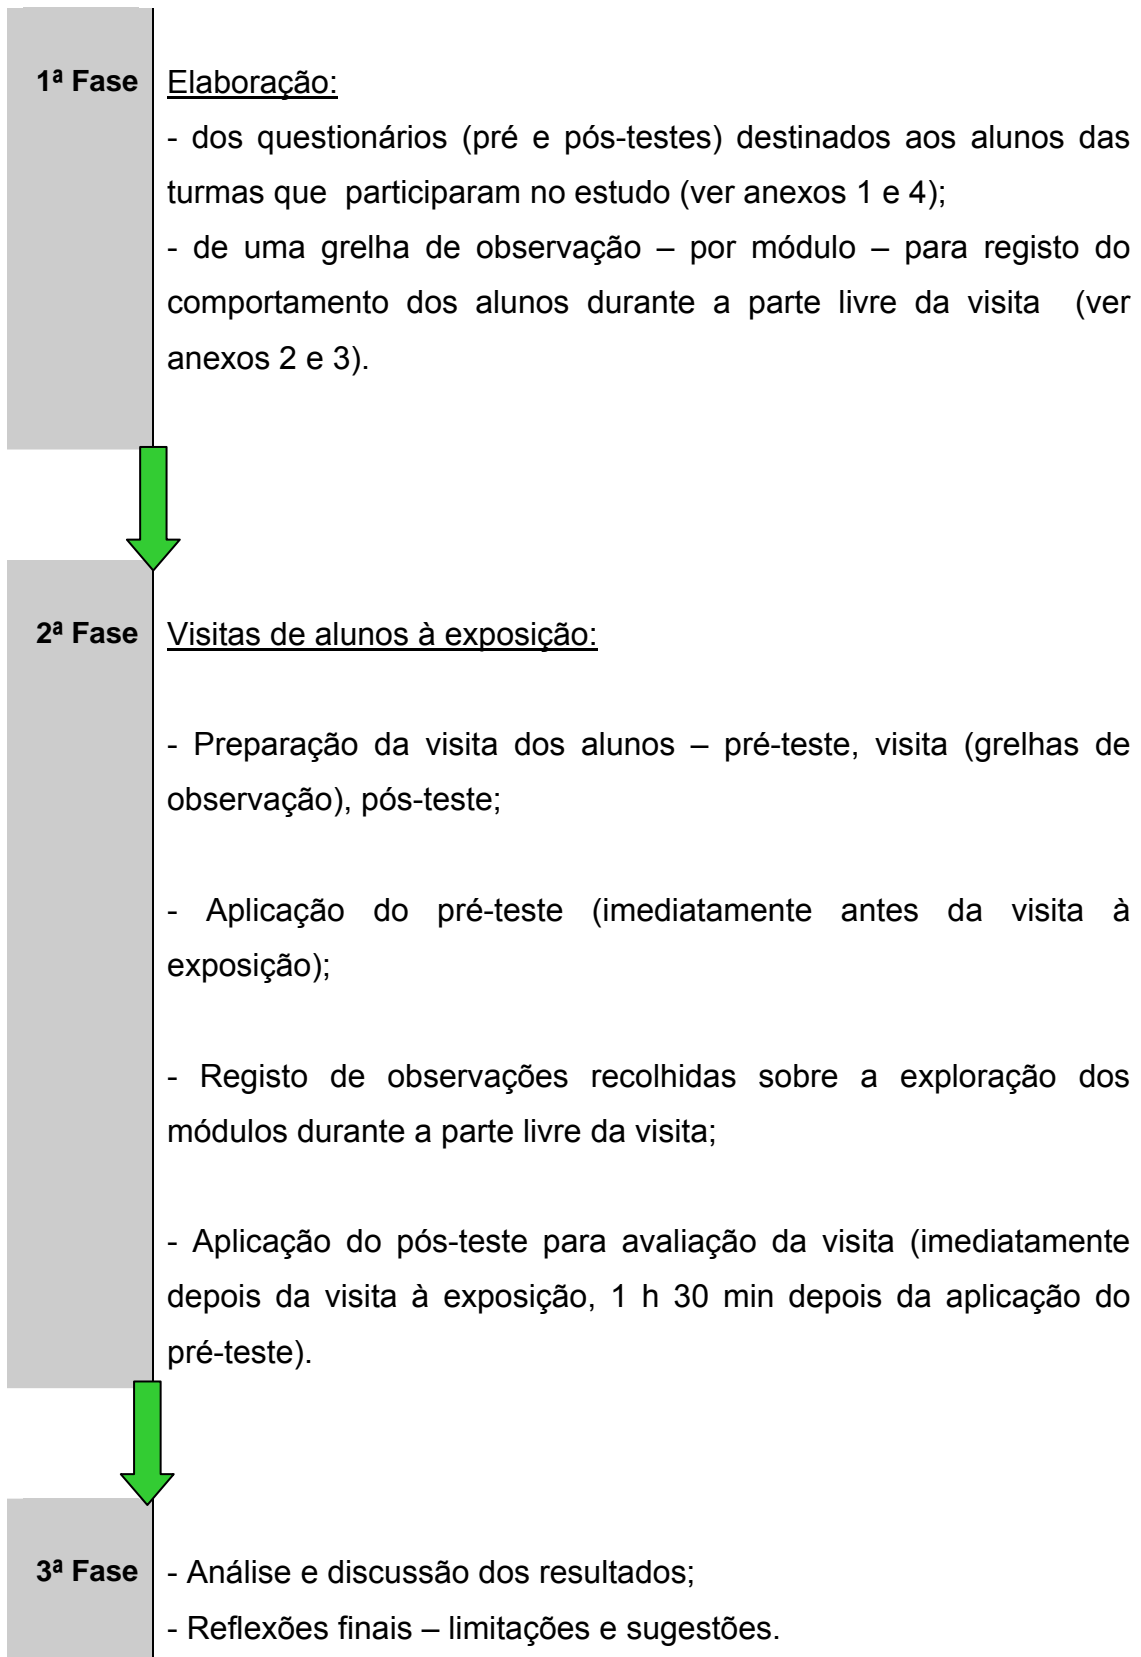 1ª Fase
Elaboração:
- dos questionários (pré e pós-testes) destinados aos alunos das
turmas que participaram no estudo (ver anexos 1 e 4);
- de uma grelha de observação – por módulo – para registo do
comportamento dos alunos durante a parte livre da visita (ver
anexos 2 e 3).
2ª Fase
Visitas de alunos à exposição:
- Preparação da visita dos alunos – pré-teste, visita (grelhas de
observação), pós-teste;
- Aplicação do pré-teste (imediatamente antes da visita à
exposição);
- Registo de observações recolhidas sobre a exploração dos
módulos durante a parte livre da visita;
- Aplicação do pós-teste para avaliação da visita (imediatamente
depois da visita à exposição, 1 h 30 min depois da aplicação do
pré-teste).
3ª Fase
- Análise e discussão dos resultados;
- Reflexões finais – limitações e sugestões.